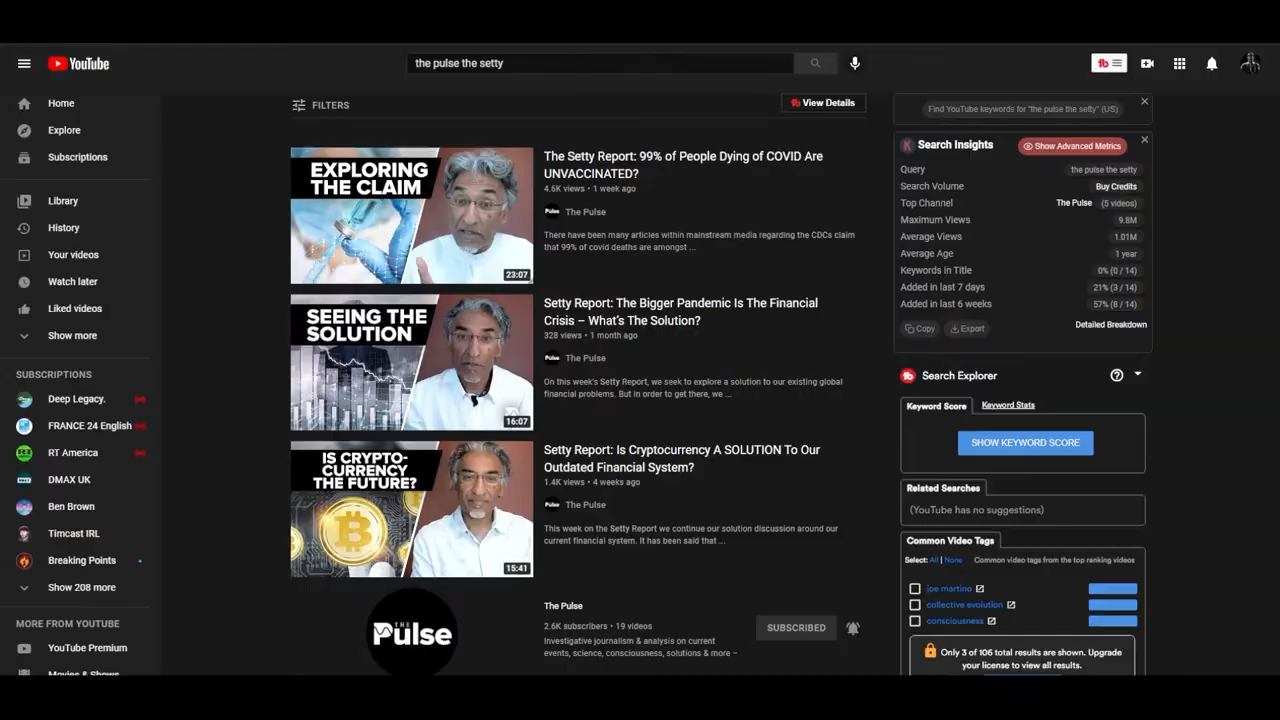 YouTube
the pulse the setty
Home
Explore
Subscriptions
Library
History
Your videos
Watch later
Liked videos
Show more
SUBSCRIPTIONS
Deep Legacy.
FRANCE 24 English
RT America
DMAX UK
Ben Brown
Timcast IRL
Breaking Points
Show 208 more
MORE FROM YOUTUBE
YouTube Premium
Movies & Shows
FILTERS
tb View Details
EXPLORING
THE CLAIM
23:07
The Setty Report: 99% of People Dying of COVID Are
UNVACCINATED?
4.6K views • 1 week ago
Pulse The Pulse
There have been many articles within mainstream media regarding the CDCs claim
that 99% of covid deaths are amongst ...
SEEING THE
SOLUTION
16:07
Setty Report: The Bigger Pandemic Is The Financial
Crisis – What's The Solution?
328 views • 1 month ago
Pulse The Pulse
On this week's Setty Report, we seek to explore a solution to our existing global
financial problems. But in order to get there, we ...
IS CRYPTO-
CURRENCY
THE FUTURE?
15:41
Setty Report: Is Cryptocurrency A SOLUTION To Our
Outdated Financial System?
1.4K views • 4 weeks ago
Pulse The Pulse
This week on the Setty Report we continue our solution discussion around our
current financial system. It has been said that ...
THE
Pulse
The Pulse
2.6K subscribers • 19 videos
Investigative journalism & analysis on current
events, science, consciousness, solutions & more –
SUBSCRIBED
tb
Find YouTube keywords for "the pulse the setty" (US)
Search Insights
Show Advanced Metrics
Query the pulse the setty
Search Volume Buy Credits
Top Channel The Pulse (5 videos)
Maximum Views 9.8M
Average Views 1.01M
Average Age 1 year
Keywords in Title 0% (0 / 14)
Added in last 7 days 21% (3 / 14)
Added in last 6 weeks 57% (8 / 14)
Copy Export Detailed Breakdown
tb Search Explorer ?
Keyword Score Keyword Stats
SHOW KEYWORD SCORE
Related Searches
(YouTube has no suggestions)
Common Video Tags
Select: All | None Common video tags from the top ranking videos
joe martino
collective evolution
consciousness
Only 3 of 106 total results are shown. Upgrade
your license to view all results.